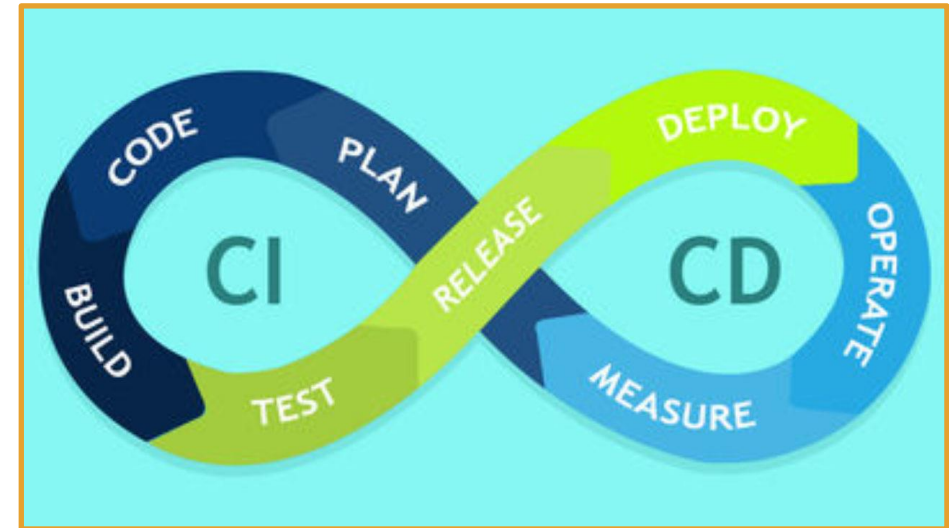 CODE
PLAN
BUILD
TEST
RELEASE
DEPLOY
OPERATE
MEASURE
CI
CD